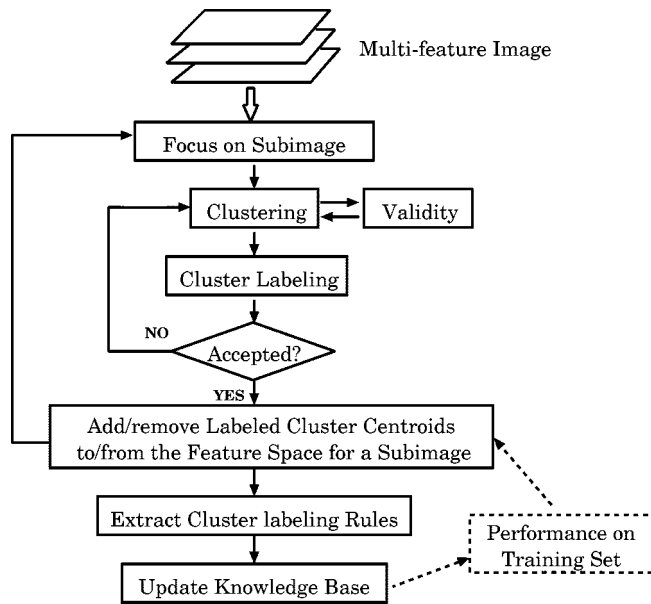 Multi-feature Image
Focus on Subimage
Clustering
Validity
Cluster Labeling
NO
Accepted?
YES
Add/remove Labeled Cluster Centroids
to/from the Feature Space for a Subimage
Extract Cluster labeling Rules
Performance on
Training Set
Update Knowledge Base